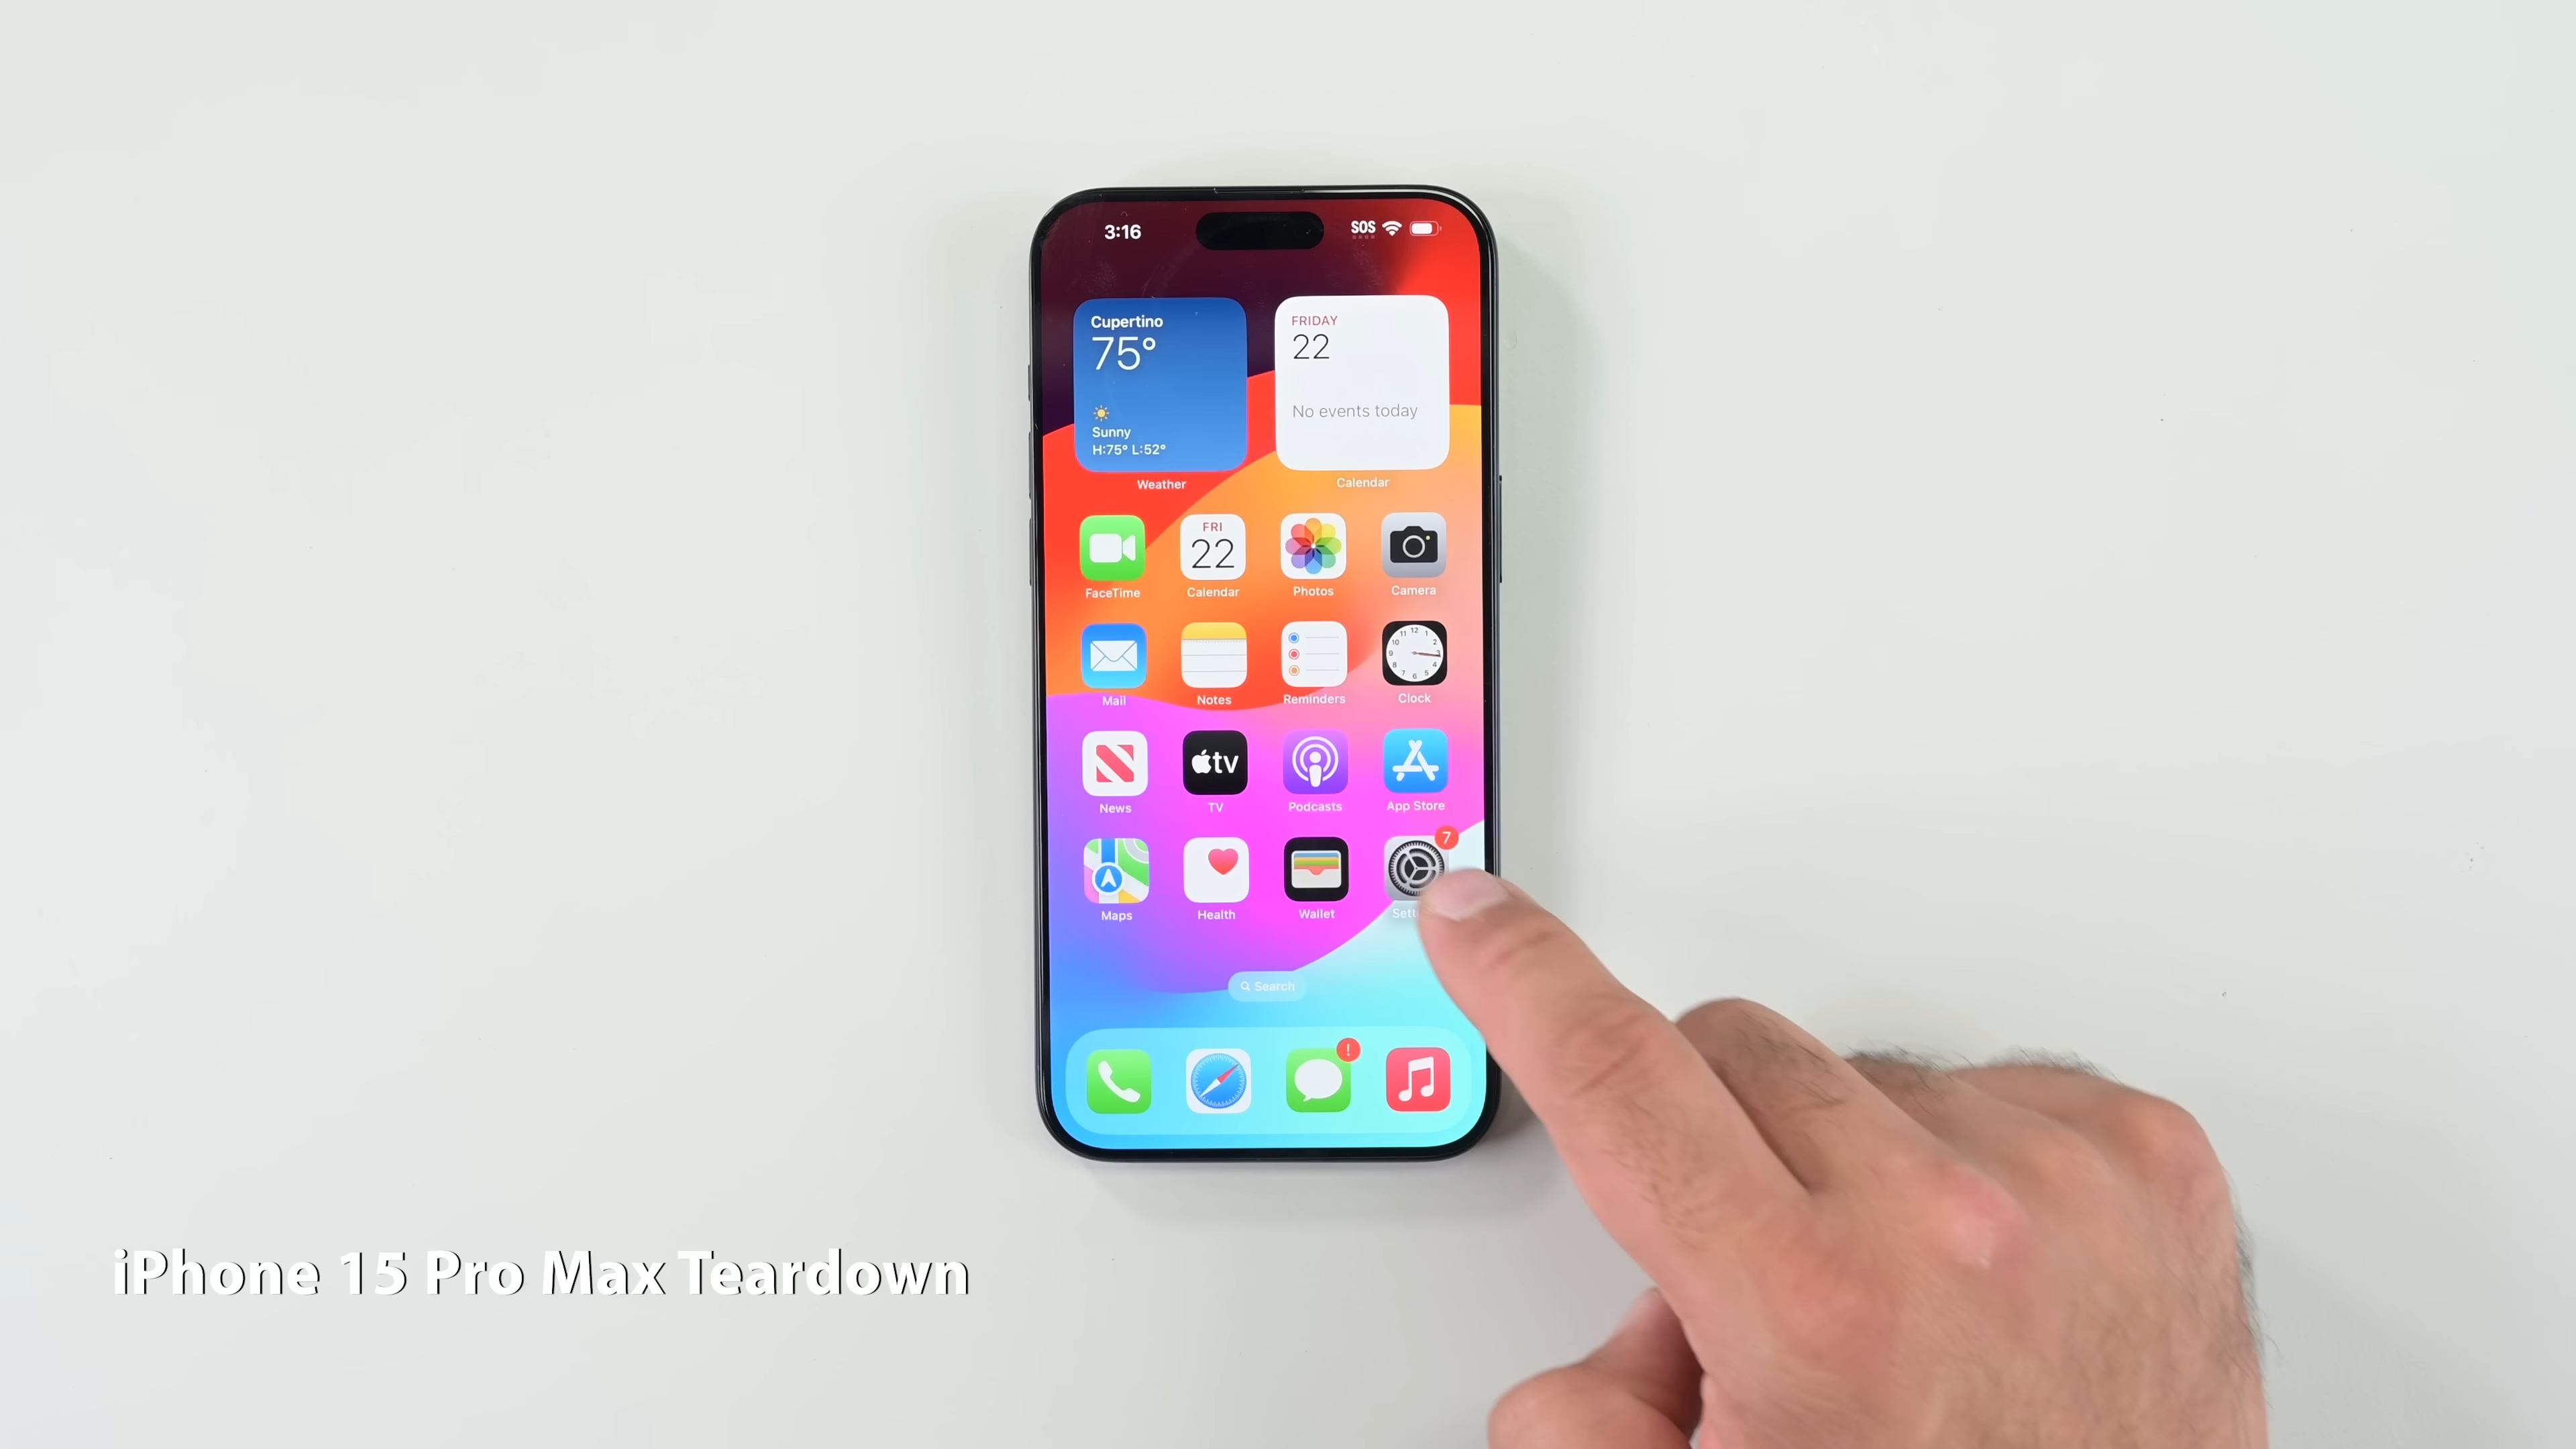 3:16
SOS
Cupertino
75°
Sunny
H:75° L:52°
Weather
FRIDAY
22
No events today
Calendar
FRI
22
FaceTime
Calendar
Photos
Camera
Mail
Notes
Reminders
Clock
tv
7
News
TV
Podcasts
App Store
Maps
Health
Wallet
Search
!
iPhone 15 Pro Max Teardown